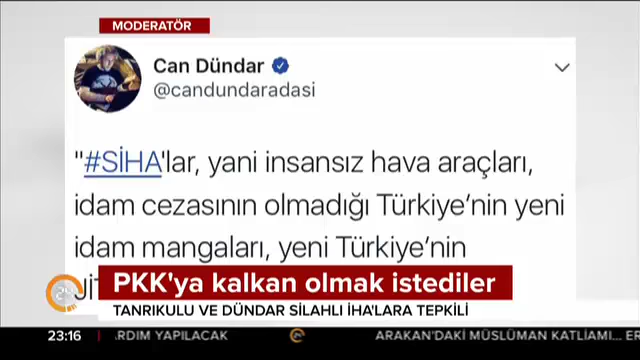 MODERATÖR
Can Dündar
@candundaradasi
"#SİHA'lar, yani insansız hava araçları,
idam cezasının olmadığı Türkiye’nin yeni
idam mangaları, yeni Türkiye’nin
PKK'ya kalkan olmak istediler
TANRIKULU VE DÜNDAR SİLAHLI İHA'LARA TEPKİLİ
23:16 ARDIM YAPILACAK ARAKAN'DAKİ MÜSLÜMAN KATLİAMI...